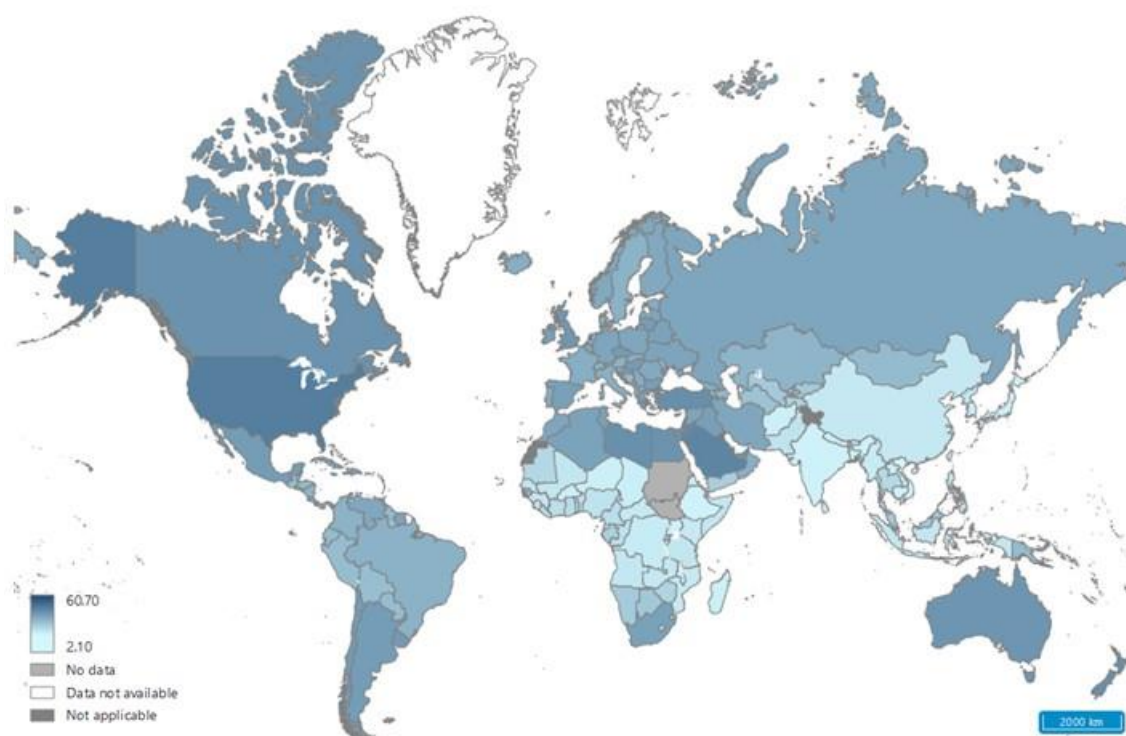 60.70
2.10
No data
Data not available
Not applicable
2000 km